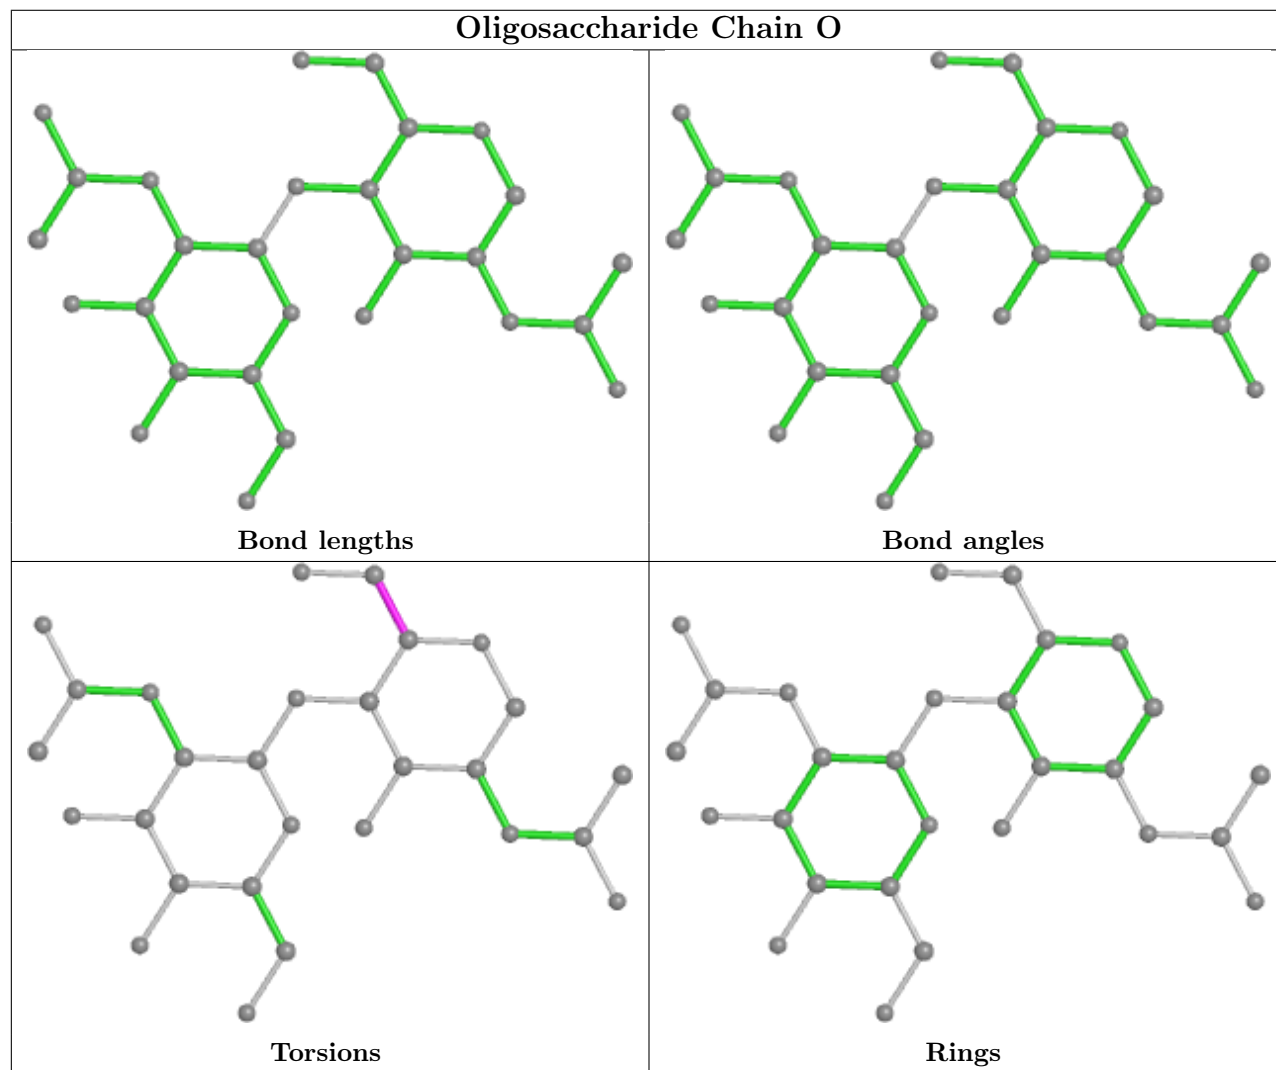 Oligosaccharide Chain O
Bond lengths
Bond angles
Torsions
Rings